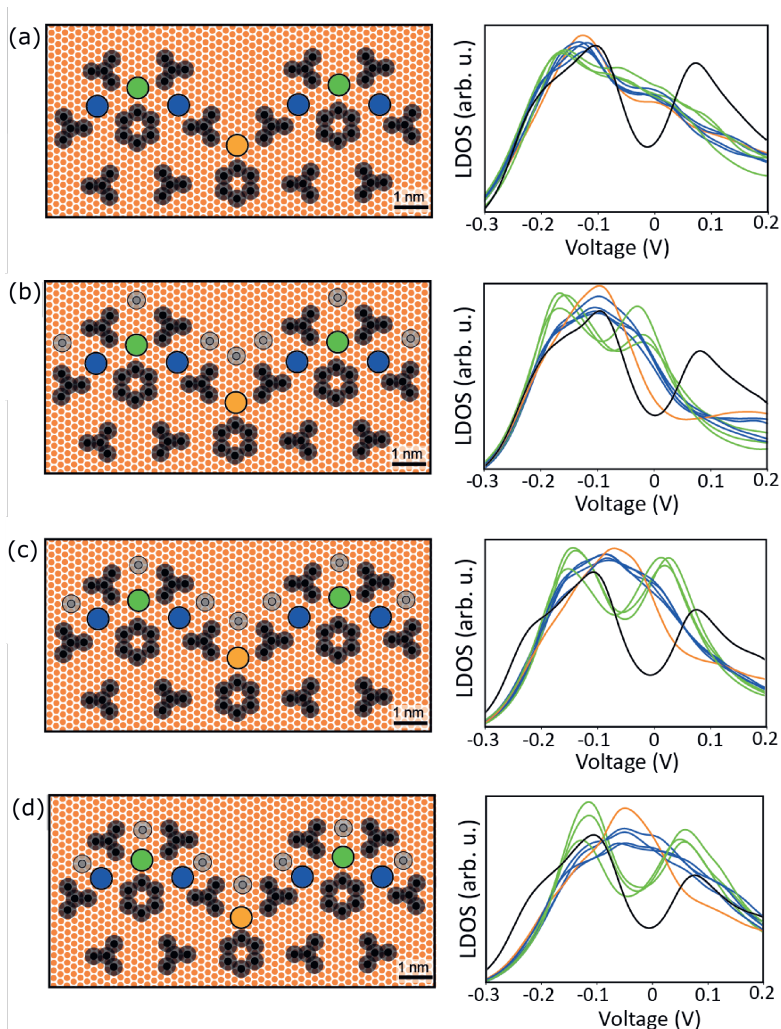 (a)
1 nm
LDOS (arb. u.)
-0.3 -0.2 -0.1 0 0.1 0.2
Voltage (V)
(b)
1 nm
LDOS (arb. u.)
-0.3 -0.2 -0.1 0 0.1 0.2
Voltage (V)
(c)
1 nm
LDOS (arb. u.)
-0.3 -0.2 -0.1 0 0.1 0.2
Voltage (V)
(d)
1 nm
LDOS (arb. u.)
-0.3 -0.2 -0.1 0 0.1 0.2
Voltage (V)